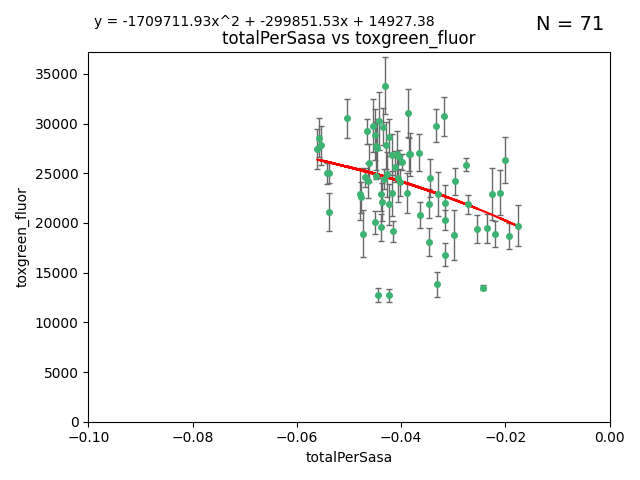 y = -1709711.93x^2 + -299851.53x + 14927.38
N = 71
totalPerSasa vs toxgreen_fluor
toxgreen_fluor
35000
30000
25000
20000
15000
10000
5000
0
−0.10
−0.08
−0.06
−0.04
−0.02
0.00
totalPerSasa